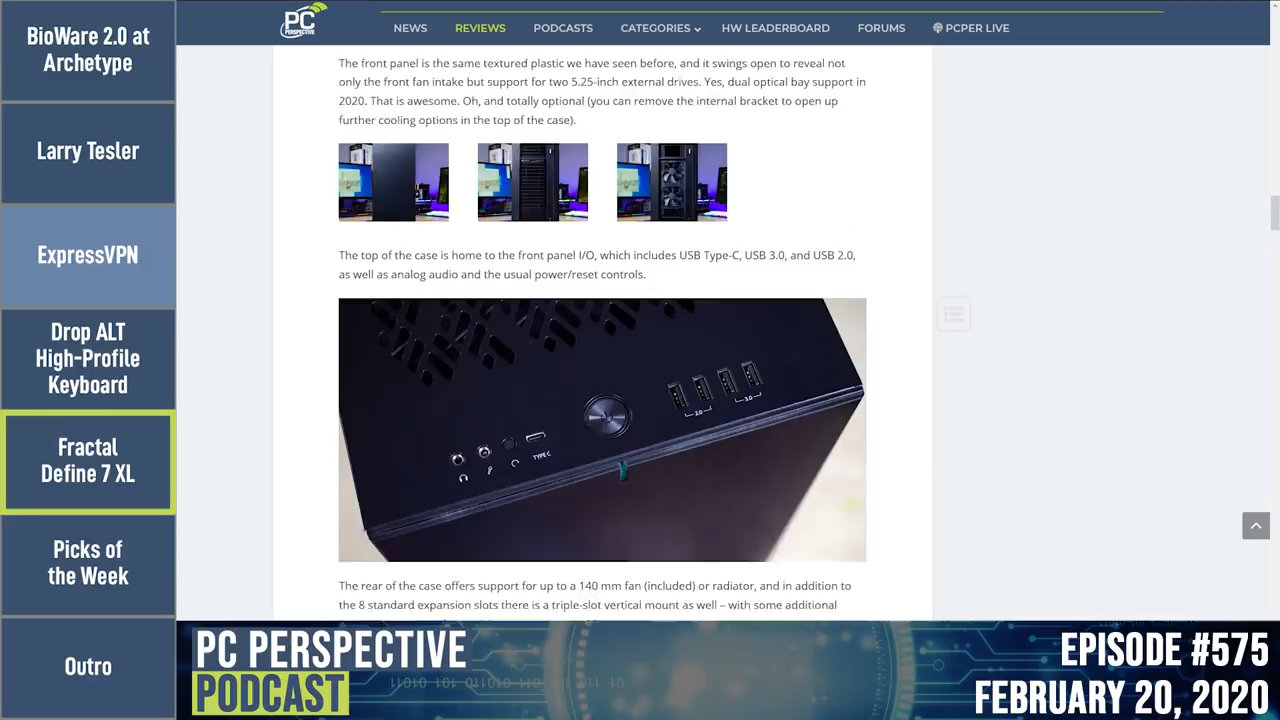 BioWare 2.0 at
Archetype
Larry Tesler
ExpressVPN
Drop ALT
High-Profile
Keyboard
Fractal
Define 7 XL
Picks of
the Week
Outro
PC
PERSPECTIVE
NEWS
REVIEWS
PODCASTS
CATEGORIES
HW LEADERBOARD
FORUMS
PCPER LIVE
The front panel is the same textured plastic we have seen before, and it swings open to reveal not
only the front fan intake but support for two 5.25-inch external drives. Yes, dual optical bay support in
2020. That is awesome. Oh, and totally optional (you can remove the internal bracket to open up
further cooling options in the top of the case).
The top of the case is home to the front panel I/O, which includes USB Type-C, USB 3.0, and USB 2.0,
as well as analog audio and the usual power/reset controls.
2.0
3.0
TYPE C
The rear of the case offers support for up to a 140 mm fan (included) or radiator, and in addition to
the 8 standard expansion slots there is a triple-slot vertical mount as well – with some additional
PC PERSPECTIVE
PODCAST
EPISODE #575
FEBRUARY 20, 2020